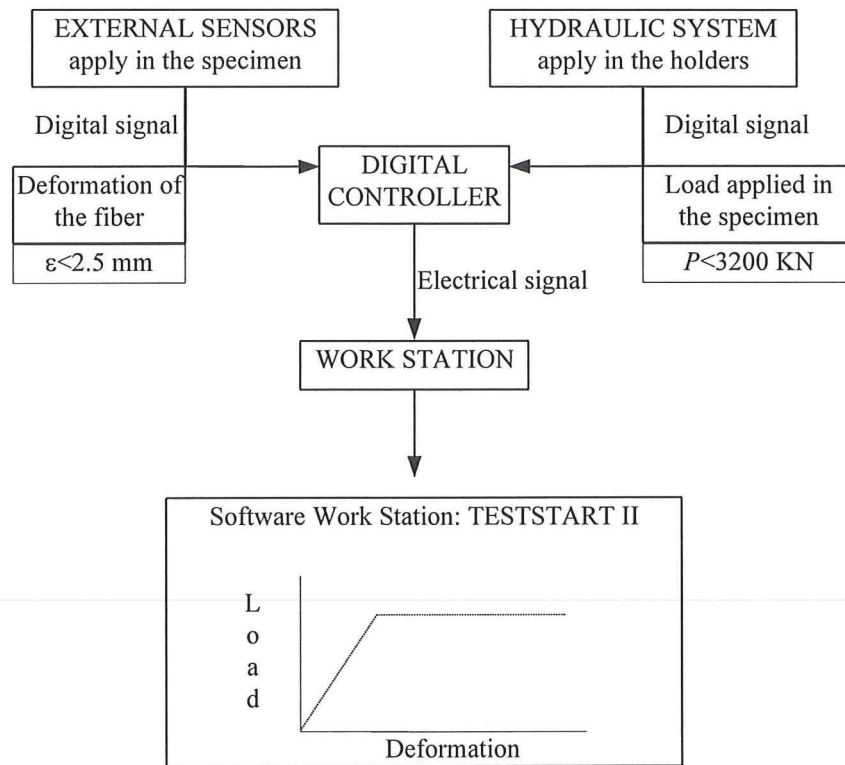 EXTERNAL SENSORS
apply in the specimen
HYDRAULIC SYSTEM
apply in the holders
Digital signal
Digital signal
DIGITAL
CONTROLLER
Deformation of
the fiber
ε<2.5 mm
Load applied in
the specimen
P<3200 KN
Electrical signal
WORK STATION
Software Work Station: TESTSTART II
L
o
a
d
Deformation